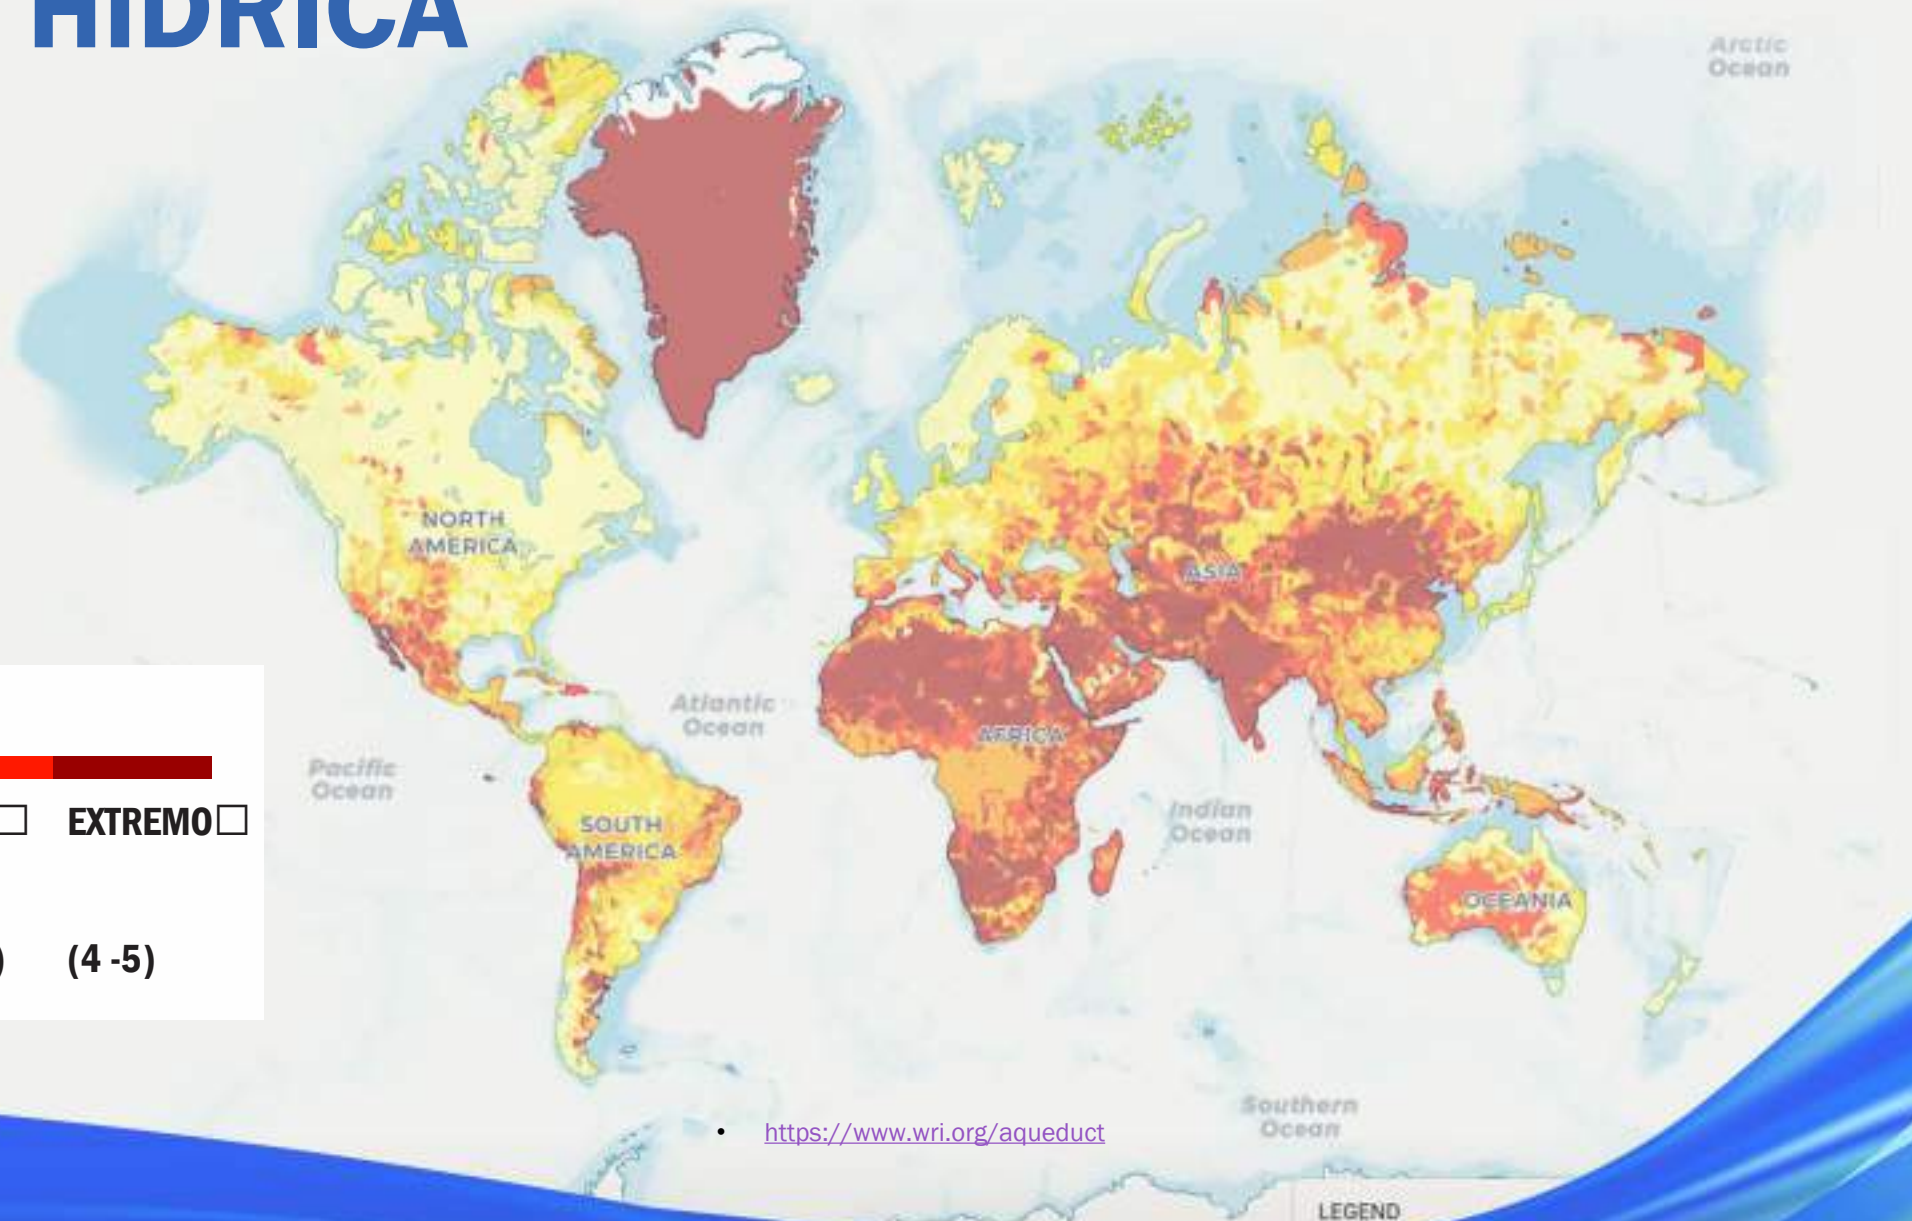 HIDRICA
Arctic
Ocean
NORTH
AMERICA
ASIA
Atlantic
Ocean
AFRICA
Pacific
Ocean
Indian
Ocean
SOUTH
AMERICA
OCEANIA
EXTREMO□
) (4 -5)
Southern
Ocean
• https://www.wri.org/aqueduct
LEGEND